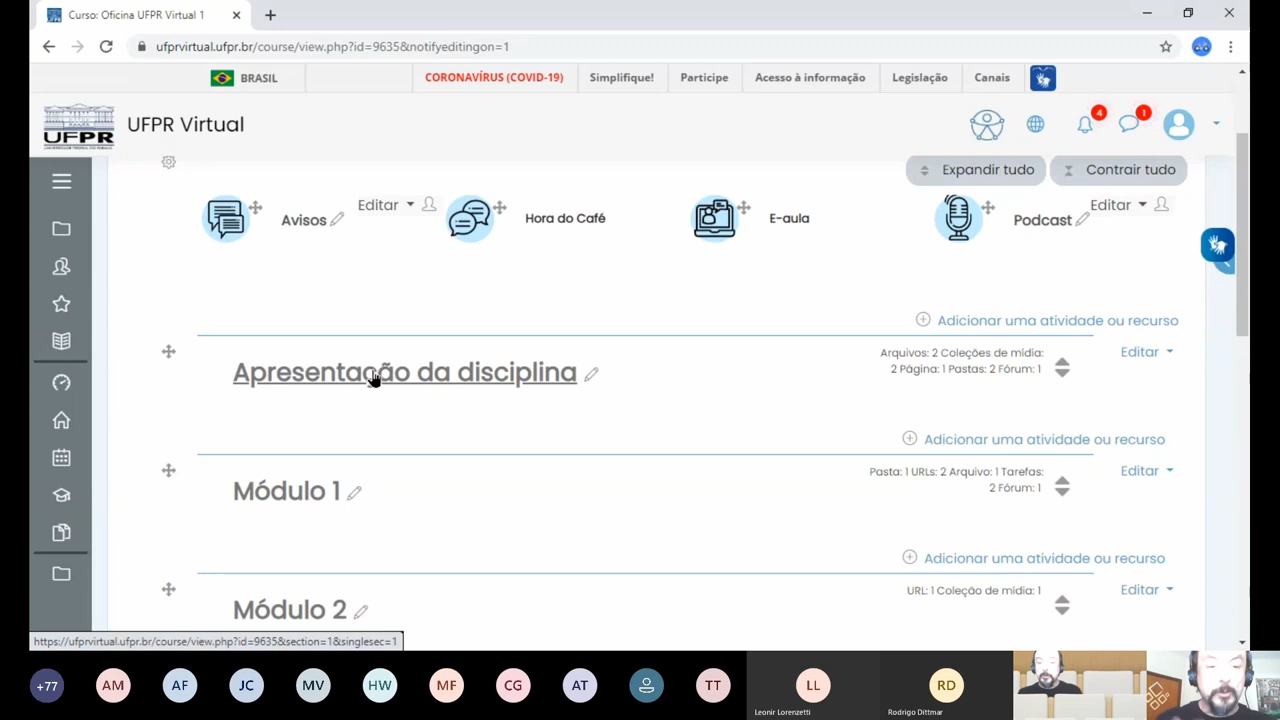 Curso: Oficina UFPR Virtual 1
ufprvirtual.ufpr.br/course/view.php?id=9635&notifyeditingon=1
BRASIL
CORONAVÍRUS (COVID-19)
Simplifique!
Participe
Acesso à informação
Legislação
Canais
UFPR
UFPR Virtual
4
1
Expandir tudo
Contrair tudo
Avisos
Editar
Hora do Café
E-aula
Podcast
Editar
Adicionar uma atividade ou recurso
Apresentação da disciplina
Arquivos: 2 Coleções de mídia:
2 Página: 1 Pastas: 2 Fórum: 1
Editar
Adicionar uma atividade ou recurso
Módulo 1
Pasta: 1 URLs: 2 Arquivo: 1 Tarefas:
2 Fórum: 1
Editar
Adicionar uma atividade ou recurso
Módulo 2
URL: 1 Coleção de mídia: 1
Editar
https://ufprvirtual.ufpr.br/course/view.php?id=9635&section=1&singlesec=1
+77
AM
AF
JC
MV
HW
MF
CG
AT
TT
LL
Leonir Lorenzetti
RD
Rodrigo Dittmar